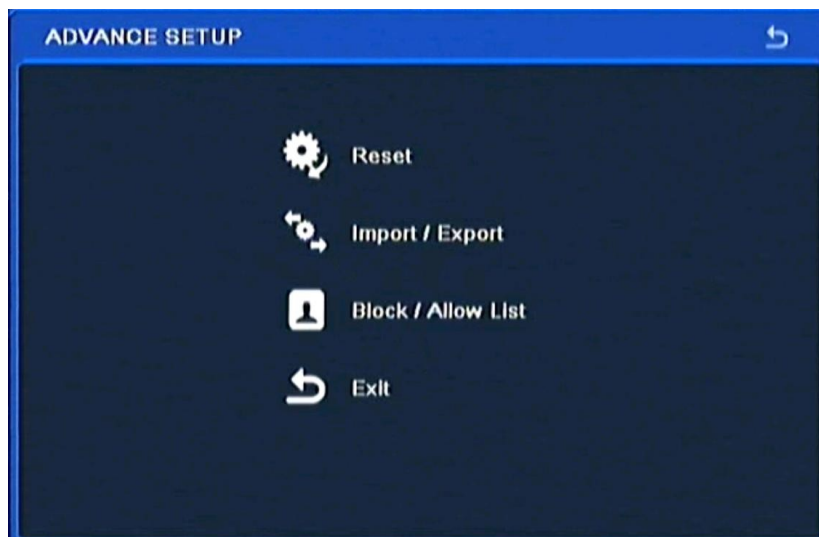 ADVANCE SETUP
Reset
Import / Export
Block / Allow List
Exit